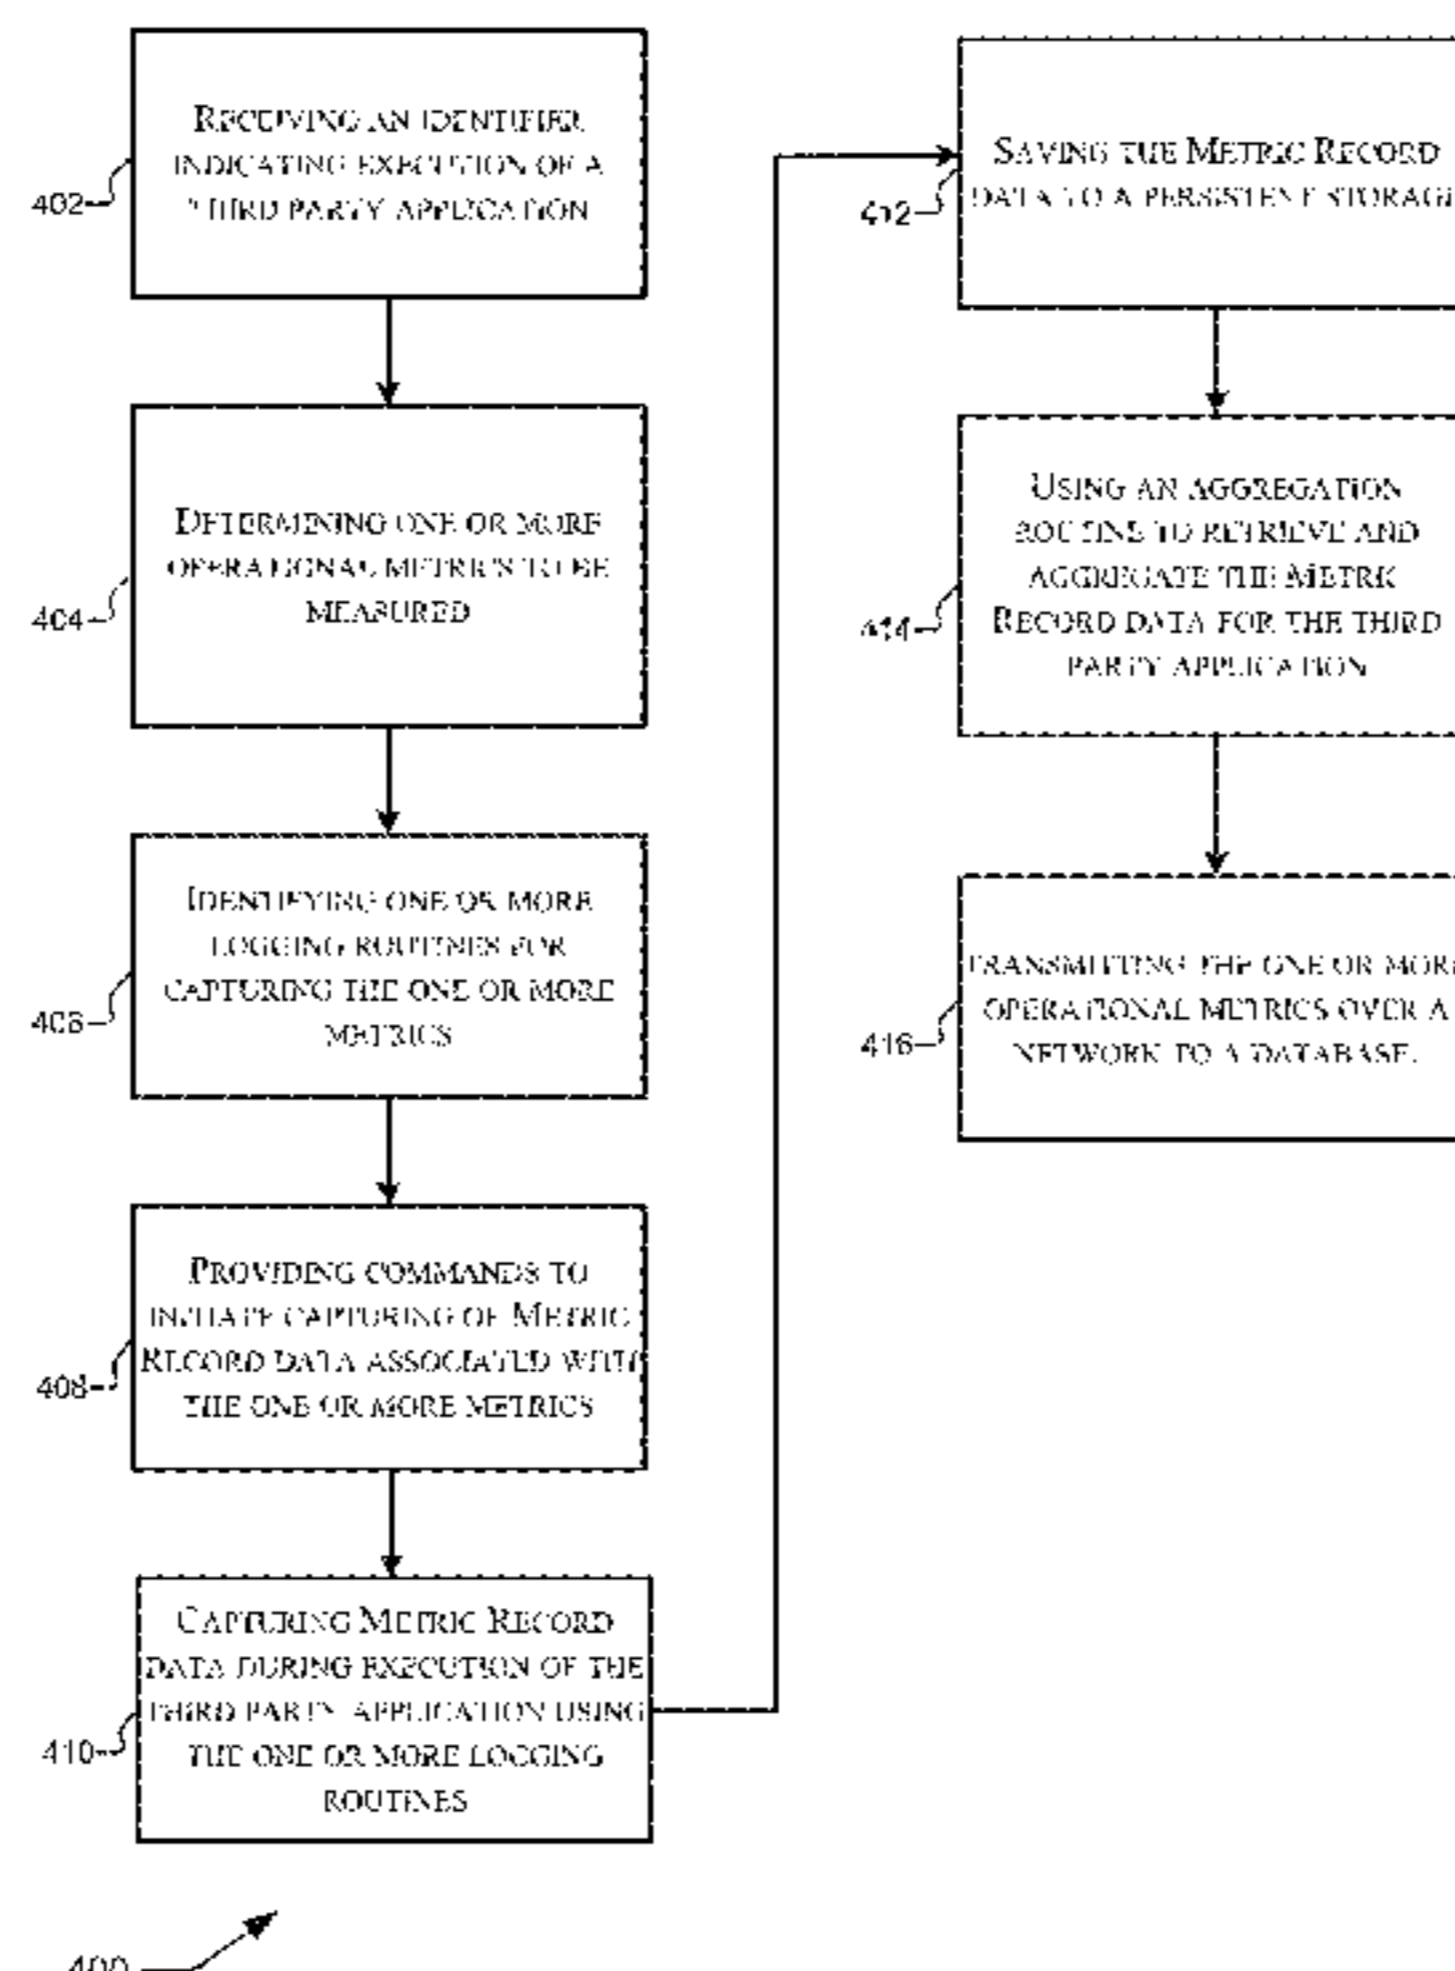 RECEIVING AN IDENTIFIER
INDICATING EXECUTION OF A
THIRD PARTY APPLICATION
402
DETERMINING ONE OR MORE
OPERATIONAL METRICS TO BE
MEASURED
404
IDENTIFYING ONE OR MORE
LOGGING ROUTINES FOR
CAPTURING THE ONE OR MORE
METRICS
406
PROVIDING COMMANDS TO
INITIATE CAPTURING OF METRIC
RECORD DATA ASSOCIATED WITH
THE ONE OR MORE METRICS
408
CAPTURING METRIC RECORD
DATA DURING EXECUTION OF THE
THIRD PARTY APPLICATION USING
THE ONE OR MORE LOGGING
ROUTINES
410
SAVING THE METRIC RECORD
DATA TO A PERSISTENT STORAGE
412
USING AN AGGREGATION
ROUTINE TO RETRIEVE AND
AGGREGATE THE METRIC
RECORD DATA FOR THE THIRD
PARTY APPLICATION
414
TRANSMITTING THE ONE OR MORE
OPERATIONAL METRICS OVER A
NETWORK TO A DATABASE.
416
400